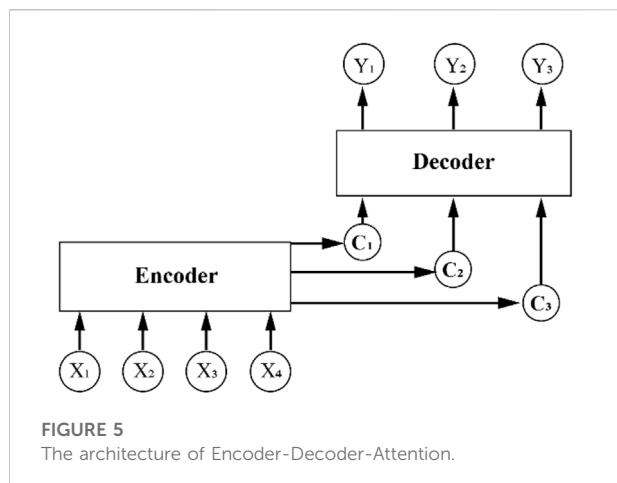 Y₁ Y₂ Y₃
Decoder
C₁
Encoder
C₂
C₃
X₁ X₂ X₃ X₄
FIGURE 5
The architecture of Encoder-Decoder-Attention.